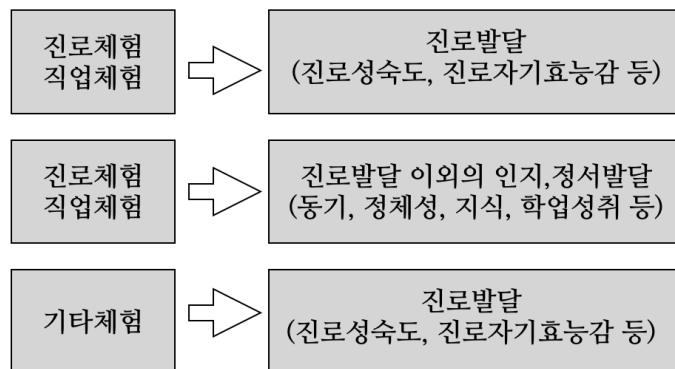 진로체험
직업체험
진로발달
(진로성숙도, 진로자기효능감 등)
진로체험
직업체험
진로발달 이외의 인지,정서발달
(동기, 정체성, 지식, 학업성취 등)
기타체험
진로발달
(진로성숙도, 진로자기효능감 등)